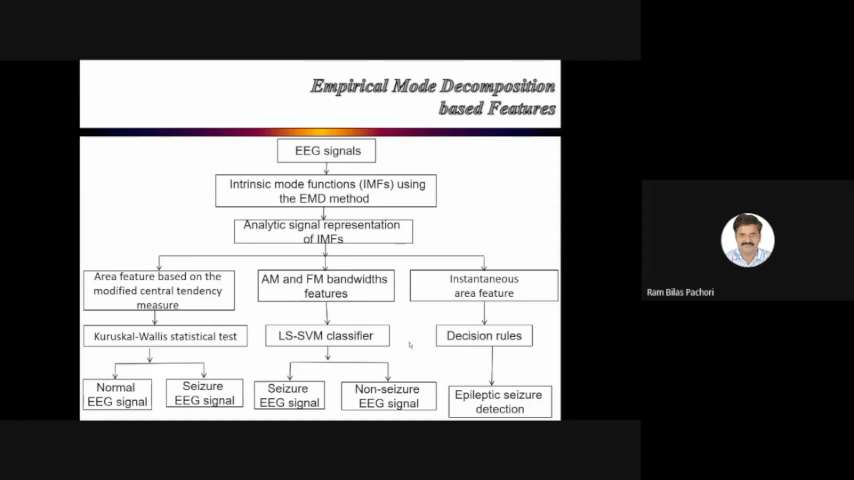 Empirical Mode Decomposition
based Features
EEG signals
Intrinsic mode functions (IMFs) using
the EMD method
Analytic signal representation
of IMFs
Area feature based on the
modified central tendency
measure
AM and FM bandwidths
features
Instantaneous
area feature
Kuruskal-Wallis statistical test
LS-SVM classifier
Decision rules
Normal
EEG signal
Seizure
EEG signal
Seizure
EEG signal
Non-seizure
EEG signal
Epileptic seizure
detection
Ram Bilas Pachori